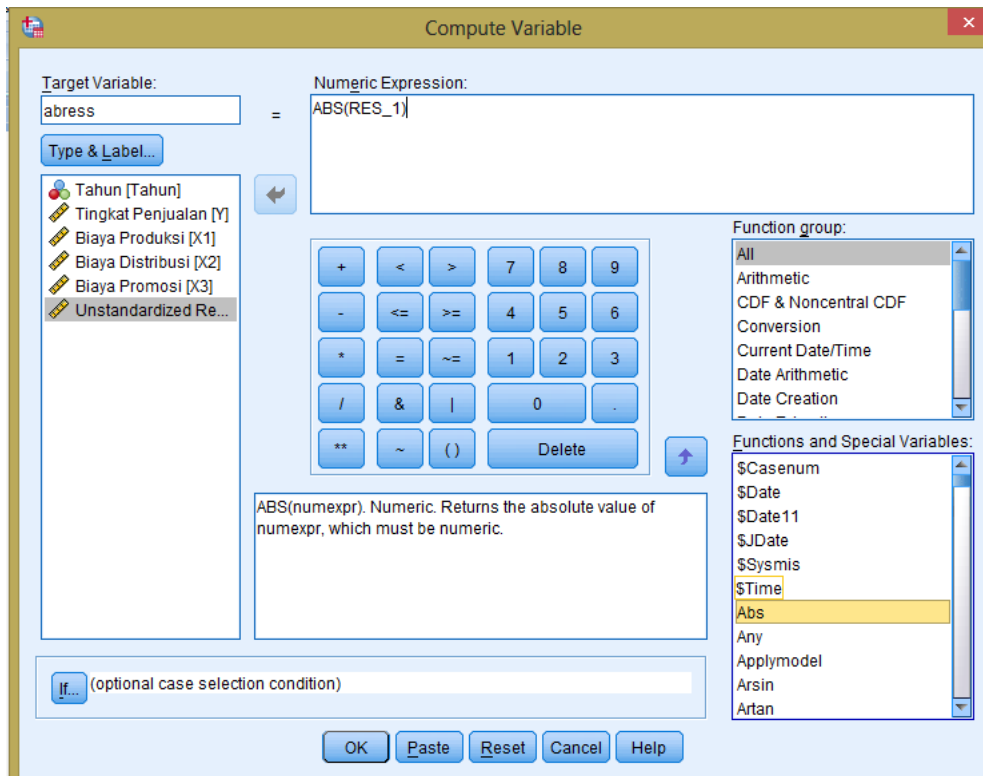 Compute Variable
Target Variable:
abress
=
Numeric Expression:
ABS(RES_1)
Type & Label...
Tahun [Tahun]
Tingkat Penjualan [Y]
Biaya Produksi [X1]
Biaya Distribusi [X2]
Biaya Promosi [X3]
Unstandardized Re...
+ < > 7 8 9
- <= >= 4 5 6
* = ~= 1 2 3
/ & | 0 .
** ~ ( ) Delete
ABS(numexpr). Numeric. Returns the absolute value of
numexpr, which must be numeric.
Function group:
All
Arithmetic
CDF & Noncentral CDF
Conversion
Current Date/Time
Date Arithmetic
Date Creation
Functions and Special Variables:
$Casenum
$Date
$Date11
$JDate
$Sysmis
$Time
Abs
Any
Applymodel
Arsin
Artan
If... (optional case selection condition)
OK Paste Reset Cancel Help